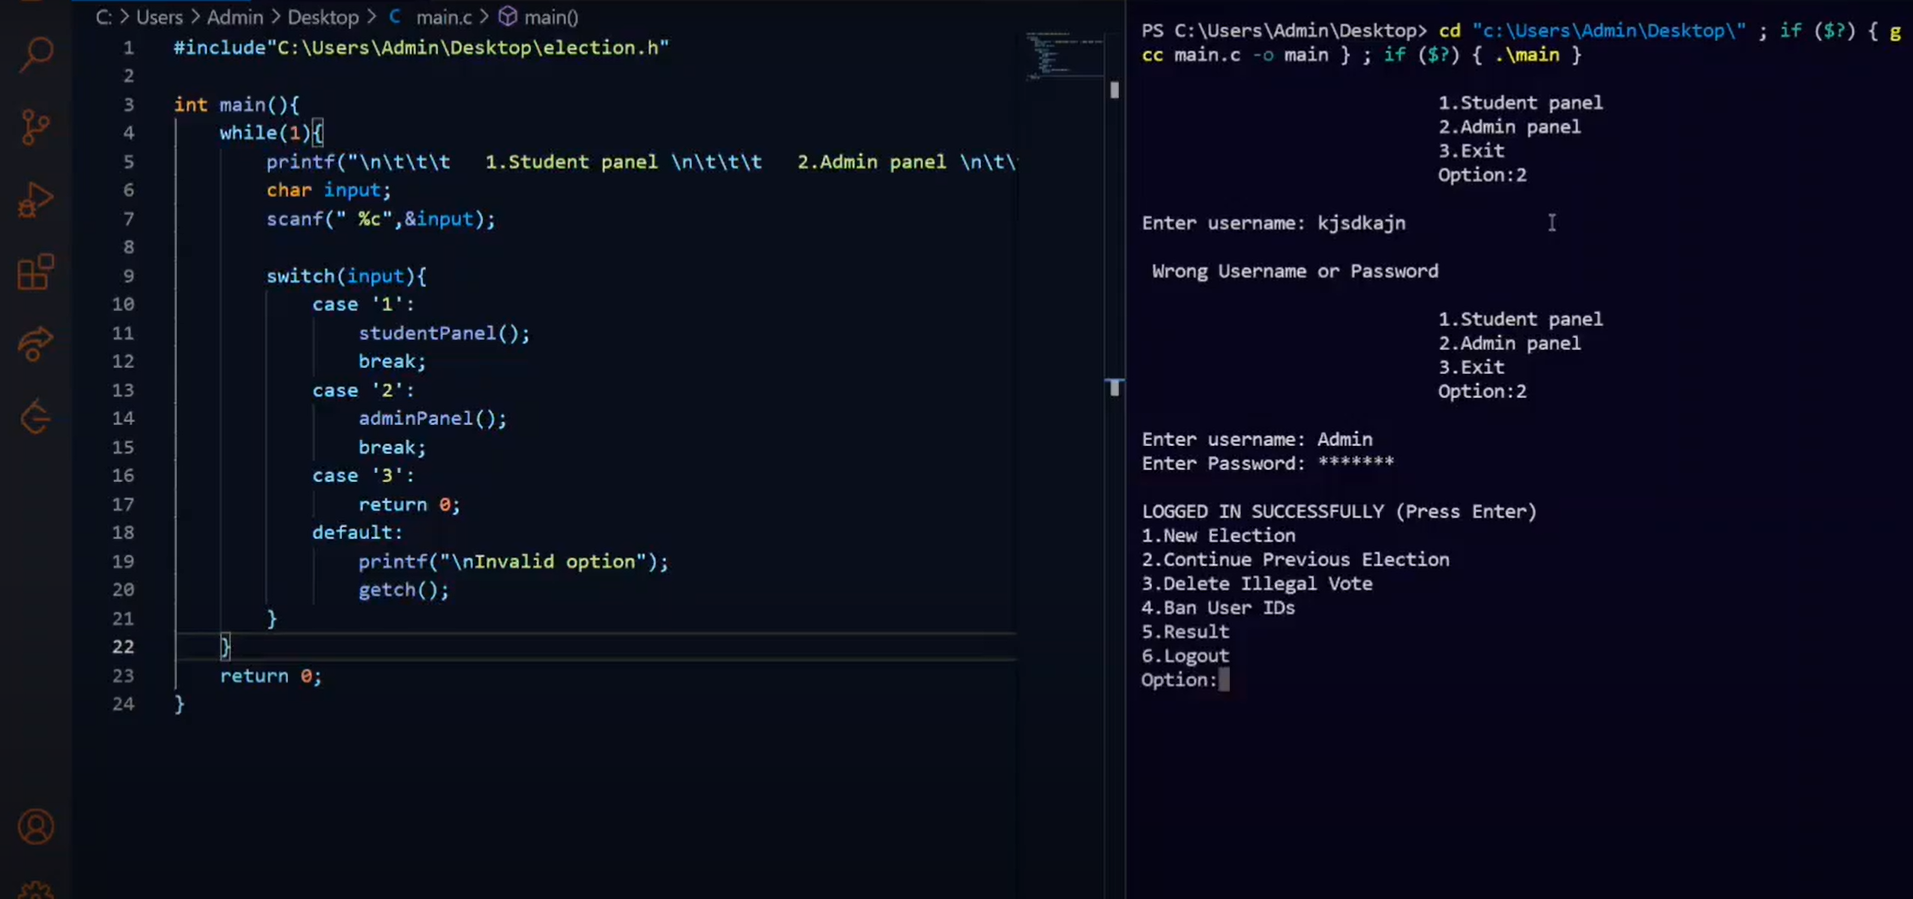 C: > Users > Admin > Desktop > C main.c > main()
1 #include"C:\Users\Admin\Desktop\election.h"
2
3 int main(){
4 while(1){
5 printf("\n\t\t\t   1.Student panel \n\t\t\t   2.Admin panel \n\t\
6 char input;
7 scanf(" %c",&input);
8
9 switch(input){
10 case '1':
11 studentPanel();
12 break;
13 case '2':
14 adminPanel();
15 break;
16 case '3':
17 return 0;
18 default:
19 printf("\nInvalid option");
20 getch();
21 }
22 }
23 return 0;
24 }
PS C:\Users\Admin\Desktop> cd "c:\Users\Admin\Desktop\" ; if ($?) { g
cc main.c -o main } ; if ($?) { .\main }
1.Student panel
2.Admin panel
3.Exit
Option:2
Enter username: kjsdkajn
Wrong Username or Password
1.Student panel
2.Admin panel
3.Exit
Option:2
Enter username: Admin
Enter Password: *******
LOGGED IN SUCCESSFULLY (Press Enter)
1.New Election
2.Continue Previous Election
3.Delete Illegal Vote
4.Ban User IDs
5.Result
6.Logout
Option: